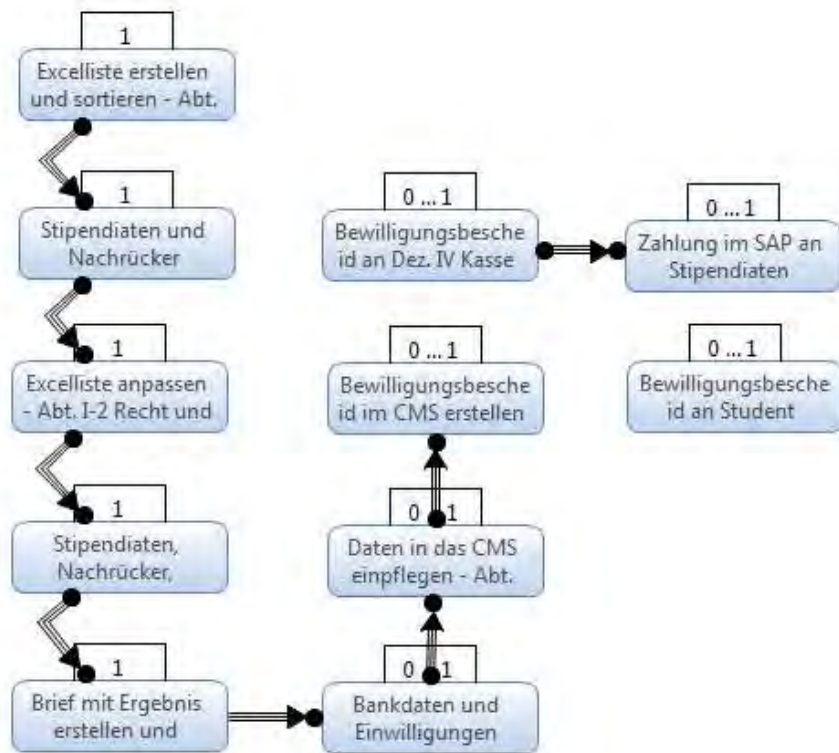 1
Excelliste erstellen
und sortieren - Abt.
1
Stipendiaten und
Nachrücker
1
Excelliste anpassen
- Abt. I-2 Recht und
1
Stipendiaten,
Nachrücker,
1
Brief mit Ergebnis
erstellen und
0 ... 1
Bewilligungsbesche
id an Dez. IV Kasse
0 ... 1
Bewilligungsbesche
id im CMS erstellen
0 1
Daten in das CMS
einpflegen - Abt.
0 1
Bankdaten und
Einwilligungen
0 ... 1
Zahlung im SAP an
Stipendiaten
0 ... 1
Bewilligungsbesche
id an Student